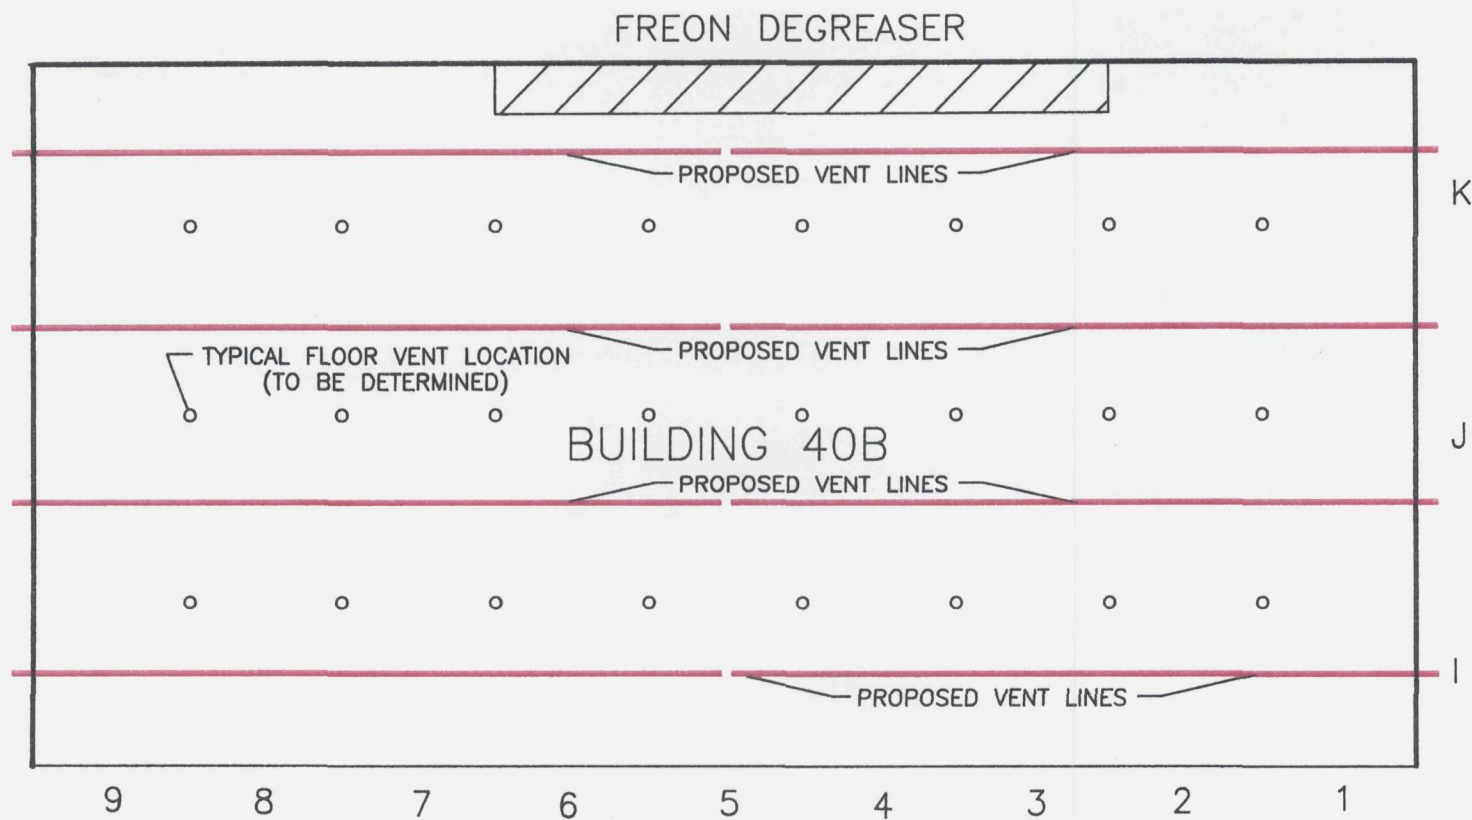 FREON DEGREASER
PROPOSED VENT LINES
K
PROPOSED VENT LINES
TYPICAL FLOOR VENT LOCATION
(TO BE DETERMINED)
BUILDING 40B
J
PROPOSED VENT LINES
I
PROPOSED VENT LINES
9 8 7 6 5 4 3 2 1